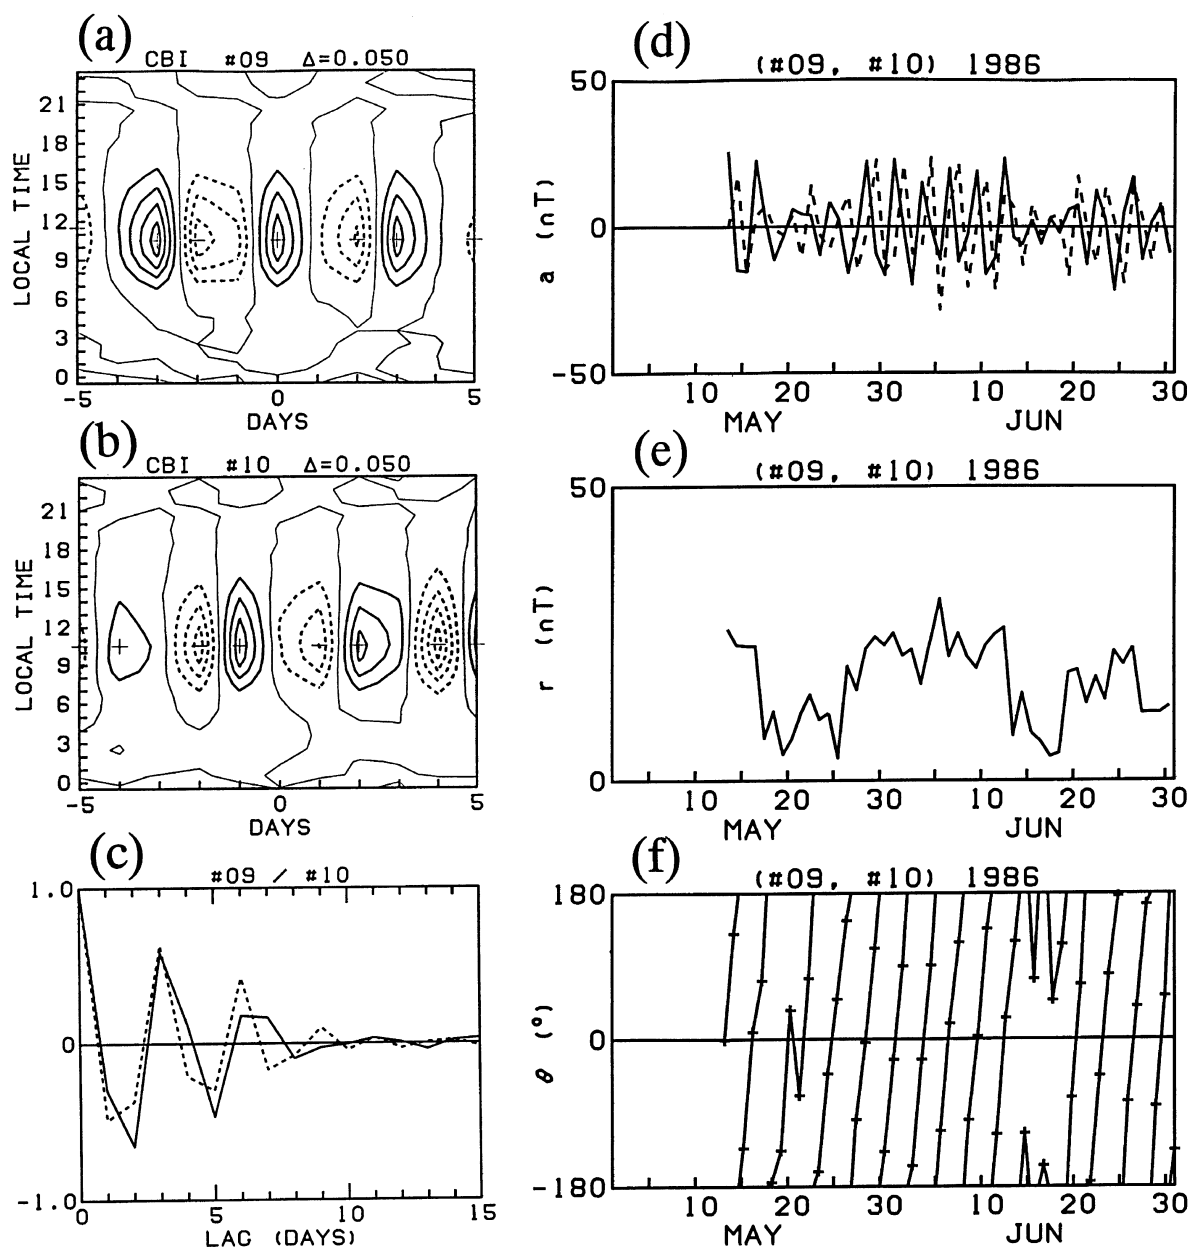 (a)
CBI #09 Δ=0.050
21
18
15
12
9
6
3
0
LOCAL TIME
-5 0 5
DAYS
(b)
CBI #10 Δ=0.050
21
18
15
12
9
6
3
0
LOCAL TIME
-5 0 5
DAYS
(c)
#09 / #10
1.0
0
-1.0
0 5 10 15
LAG (DAYS)
(d)
(#09, #10) 1986
50
0
-50
a (nT)
10 20 30 10 20 30
MAY JUN
(e)
(#09, #10) 1986
50
0
r (nT)
10 20 30 10 20 30
MAY JUN
(f)
(#09, #10) 1986
180
0
-180
θ (°)
10 20 30 10 20 30
MAY JUN